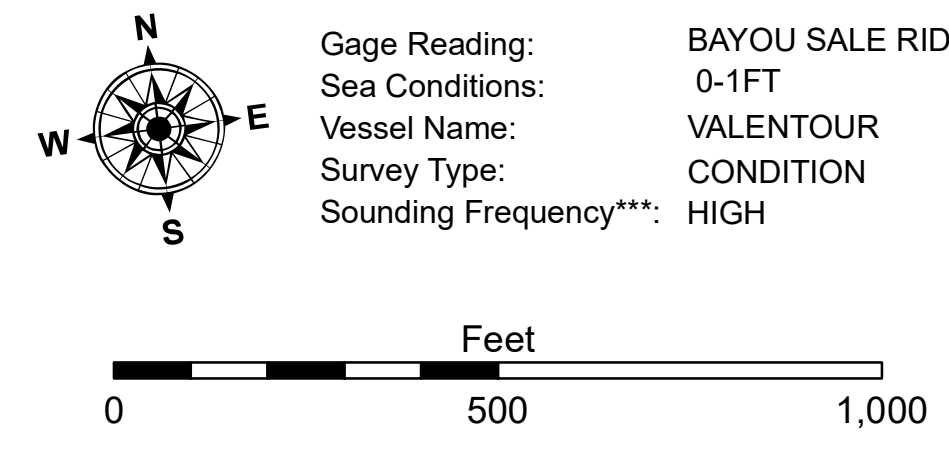 N
W
E
S
Gage Reading: BAYOU SALE RID
Sea Conditions: 0-1FT
Vessel Name: VALENTOUR
Survey Type: CONDITION
Sounding Frequency***: HIGH
Feet
0 500 1,000